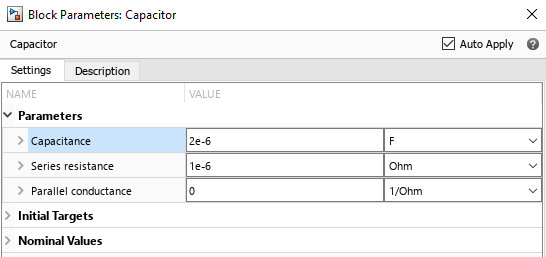 Block Parameters: Capacitor
Capacitor Auto Apply ?
Settings Description
NAME VALUE
Parameters
Capacitance 2e-6 F
Series resistance 1e-6 Ohm
Parallel conductance 0 1/Ohm
Initial Targets
Nominal Values